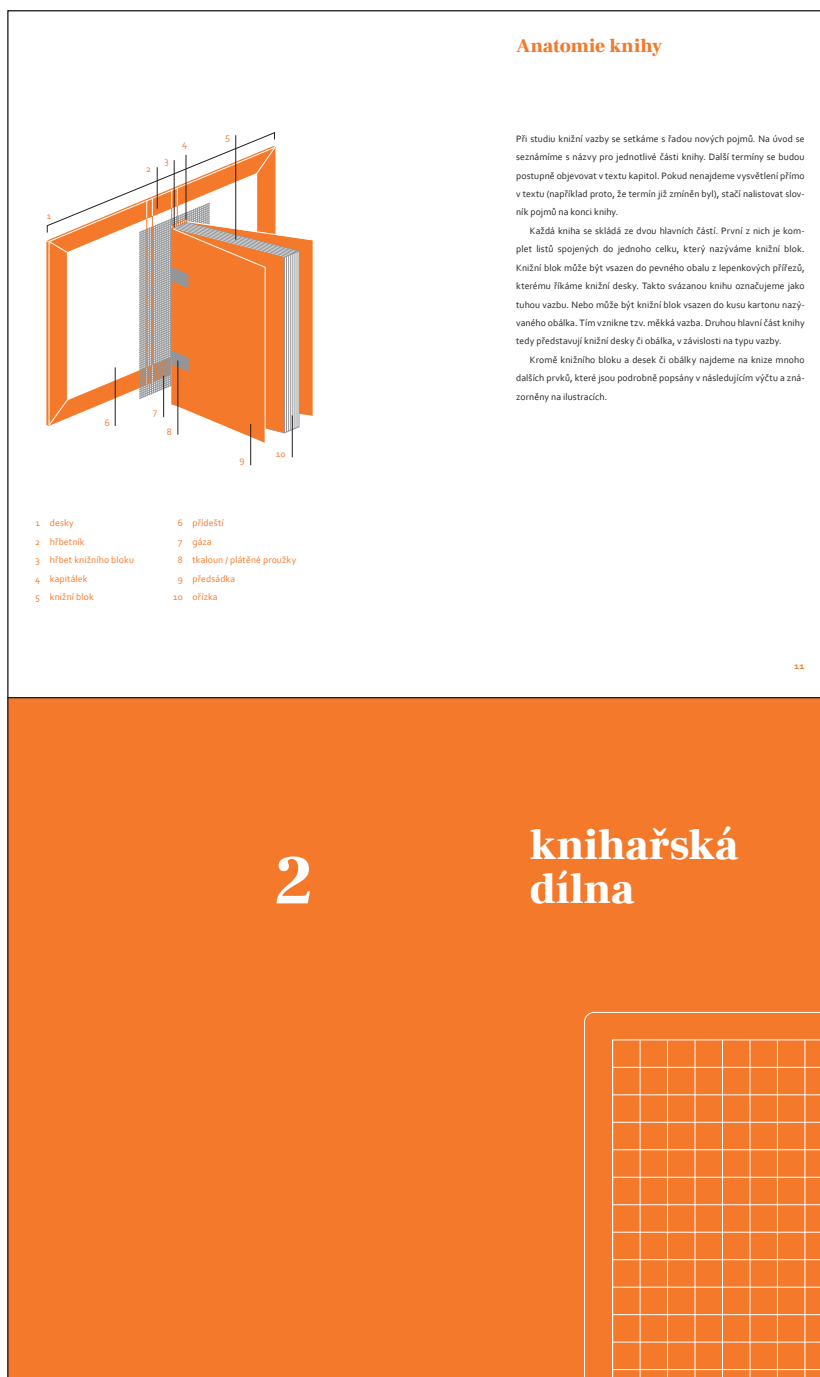 Anatomie knihy
Při studiu knižní vazby se setkáme s řadou nových pojmů. Na úvod se
seznámíme s názvy pro jednotlivé části knihy. Další termíny se budou
postupně objevovat v textu kapitol. Pokud nenajdeme vysvětlení přímo
v textu (například proto, že termín již zmíněn byl), stačí nalistovat slov-
ník pojmů na konci knihy.
Každá kniha se skládá ze dvou hlavních částí. První z nich je kom-
plet listů spojených do jednoho celku, který nazýváme knižní blok.
Knižní blok může být vsazen do pevného obalu z lepenkových přířezů,
kterému říkáme knižní desky. Takto svázanou knihu označujeme jako
tuhou vazbu. Nebo může být knižní blok vsazen do kusu kartonu nazý-
vaného obálka. Tím vznikne tzv. měkká vazba. Druhou hlavní část knihy
tedy představují knižní desky či obálka, v závislosti na typu vazby.
Kromě knižního bloku a desek či obálky najdeme na knize mnoho
dalších prvků, které jsou podrobně popsány v následujícím výčtu a zná-
zorněny na ilustracích.
1
2
3
4
5
6
7
8
9
10
1 desky
2 hřbetník
3 hřbet knižního bloku
4 kapitálek
5 knižní blok
6 přídeští
7 gáza
8 tkaloun / plátěné proužky
9 předsádka
10 ořízka
11
2
knihařská
dílna